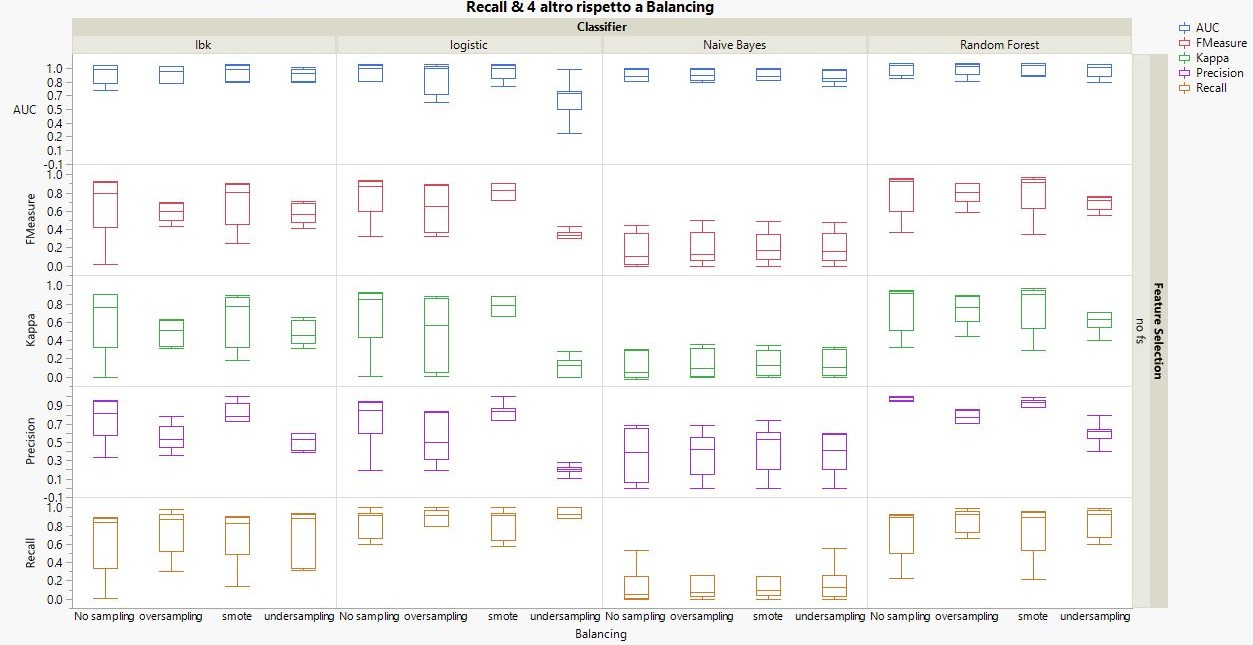 Recall & 4 altro rispetto a Balancing
Classifier
Ibk logistic Naive Bayes Random Forest
AUC
FMeasure
Kappa
Precision
Recall
AUC
1.0
0.8
0.7
0.5
0.4
0.2
0.1
-0.1
FMeasure
1.0
0.8
0.6
0.4
0.2
0.0
Kappa
1.0
0.8
0.6
0.4
0.2
0.0
Precision
0.9
0.7
0.5
0.3
0.1
-0.1
Recall
1.0
0.8
0.6
0.4
0.2
0.0
no fs
Feature Selection
No sampling oversampling smote undersampling No sampling oversampling smote undersampling No sampling oversampling smote undersampling No sampling oversampling smote undersampling
Balancing